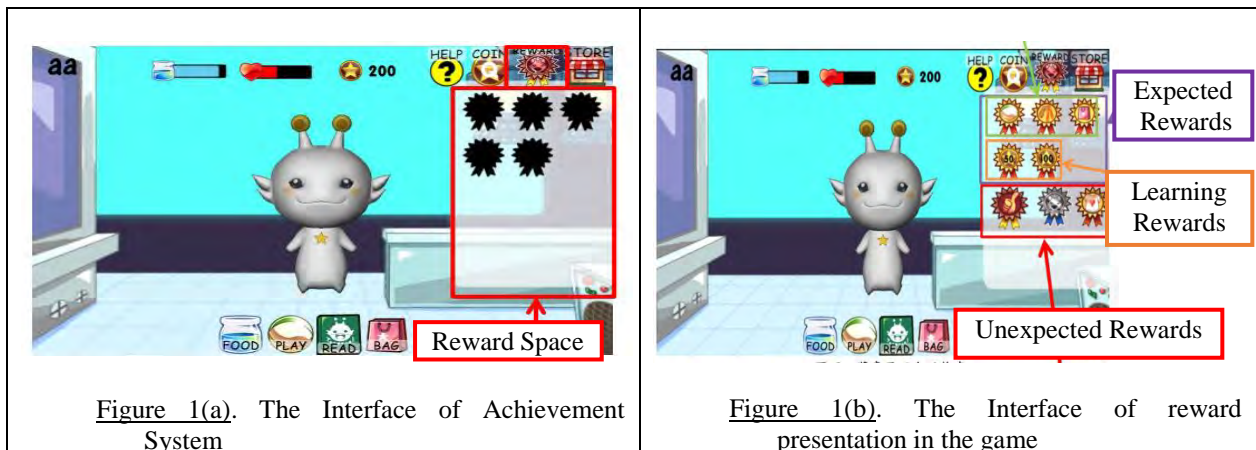 aa
200
HELP COIN REWARD STORE
?
FOOD PLAY READ BAG
Reward Space
Figure 1(a). The Interface of Achievement
System
aa
200
HELP COIN REWARD STORE
?
50 100
FOOD PLAY READ BAG
Expected
Rewards
Learning
Rewards
Unexpected Rewards
Figure 1(b). The Interface of reward
presentation in the game